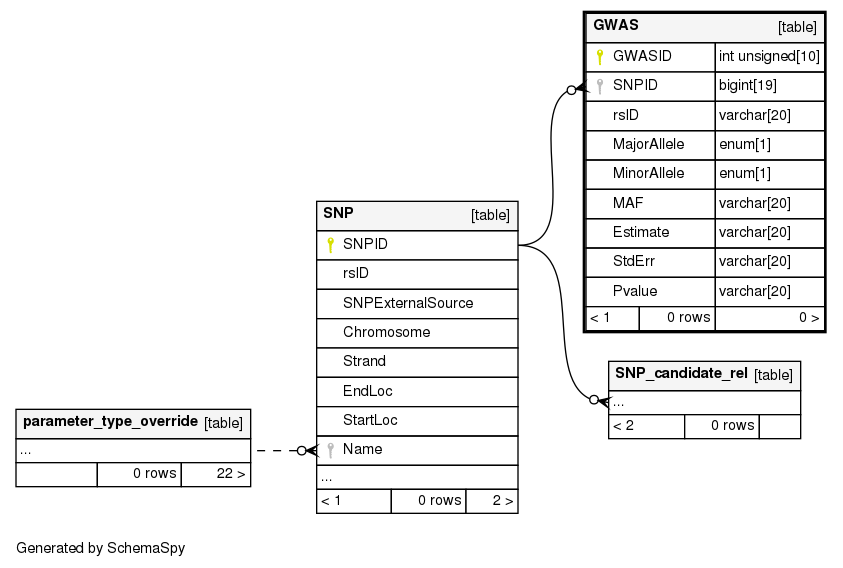 GWAS [table]
GWASID int unsigned[10]
SNPID bigint[19]
rsID varchar[20]
MajorAllele enum[1]
MinorAllele enum[1]
MAF varchar[20]
Estimate varchar[20]
StdErr varchar[20]
Pvalue varchar[20]
< 1 0 rows 0 >
SNP [table]
SNPID
rsID
SNPExternalSource
Chromosome
Strand
EndLoc
StartLoc
Name
...
< 1 0 rows 2 >
SNP_candidate_rel [table]
...
< 2 0 rows
parameter_type_override [table]
...
0 rows 22 >
Generated by SchemaSpy